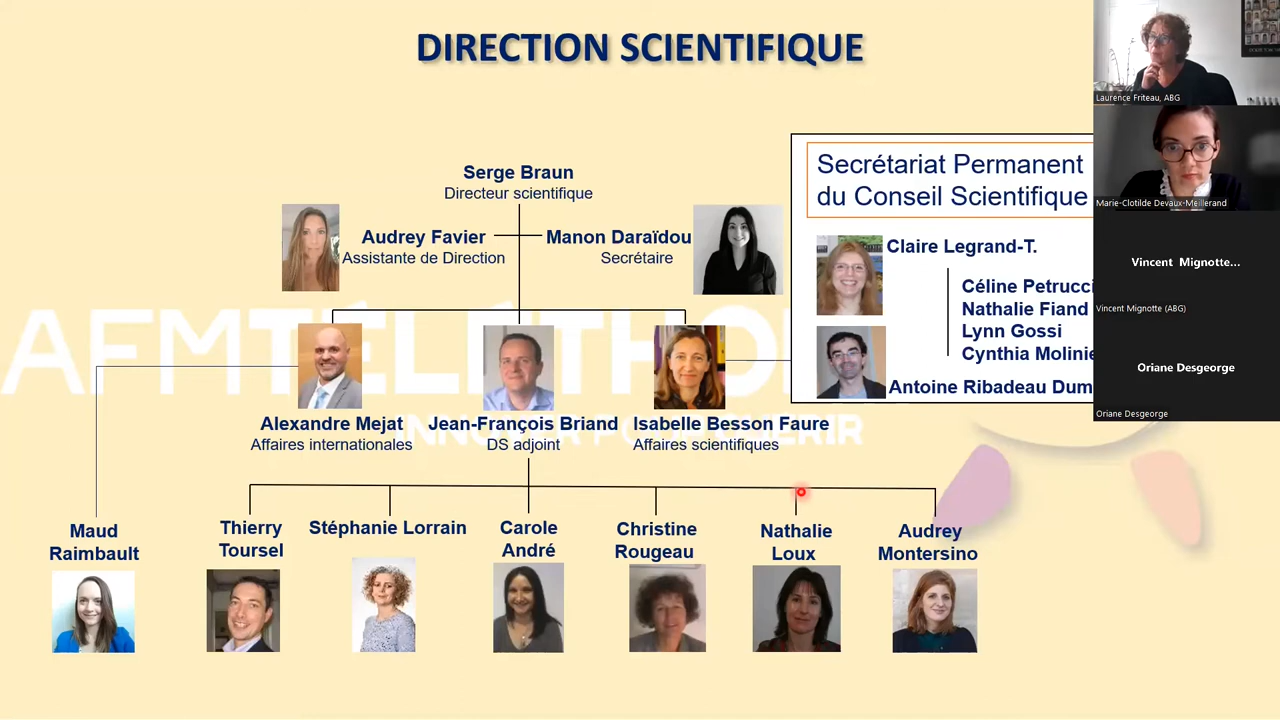 DIRECTION SCIENTIFIQUE
Serge Braun
Directeur scientifique
Audrey Favier
Assistante de Direction
Manon Daraïdou
Secrétaire
Secrétariat Permanent
du Conseil Scientifique
Claire Legrand-T.
Céline Petrucci
Nathalie Fiand
Lynn Gossi
Cynthia Molinie
Antoine Ribadeau Dum
AFMTÉLÉTHO
INNOVER POUR GUÉRIR
Alexandre Mejat
Affaires internationales
Jean-François Briand
DS adjoint
Isabelle Besson Faure
Affaires scientifiques
Maud
Raimbault
Thierry
Toursel
Stéphanie Lorrain
Carole
André
Christine
Rougeau
Nathalie
Loux
Audrey
Montersino
Laurence Friteau, ABG
Marie-Clotilde Devaux-Meillerand
Vincent Mignotte...
Vincent Mignotte (ABG)
Oriane Desgeorge
Oriane Desgeorge